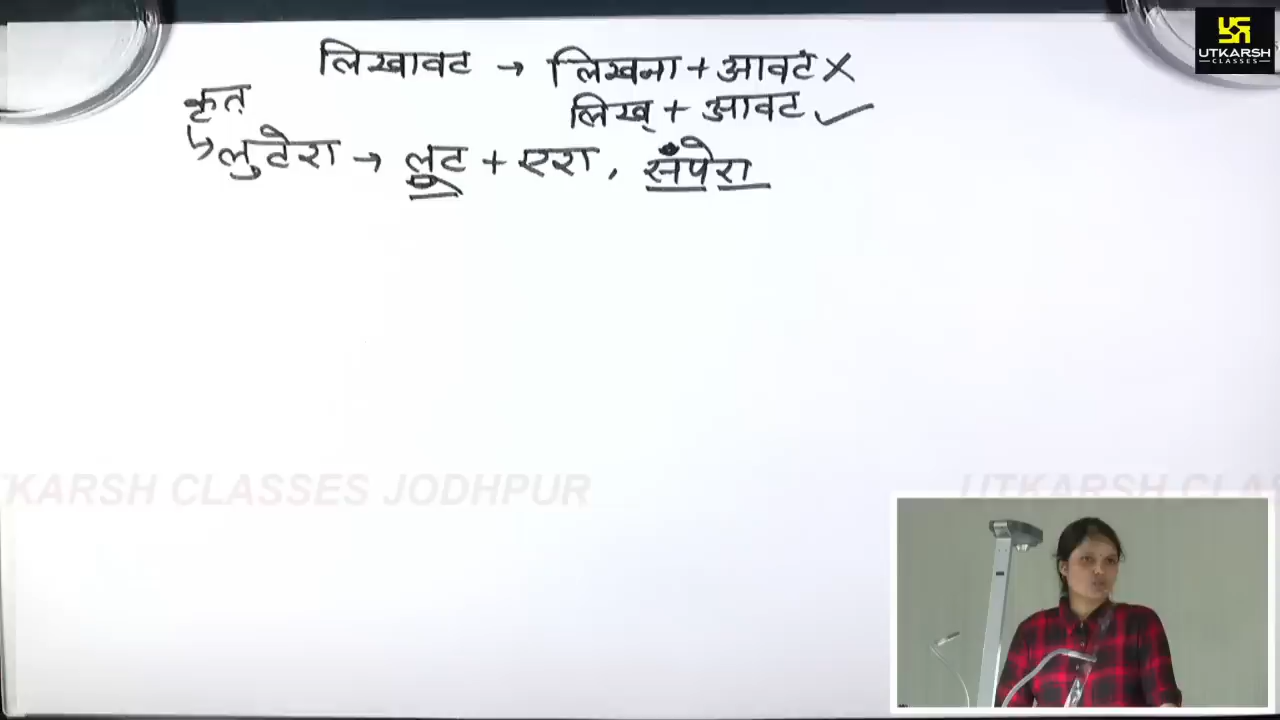 लिखावट → लिखना + आवट ✗
लिख् + आवट ✓
कृत्
↳ लुटेरा → लूट + एरा, सँपेरा
UTKARSH
CLASSES
KARSH CLASSES JODHPUR
UTKARSH CLAS